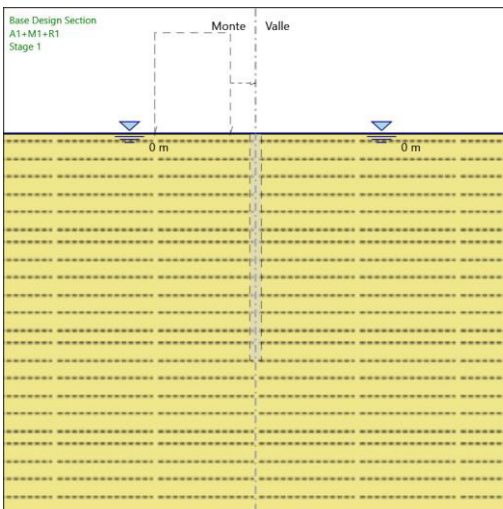 Base Design Section
A1+M1+R1
Stage 1
Monte Valle
0 m 0 m